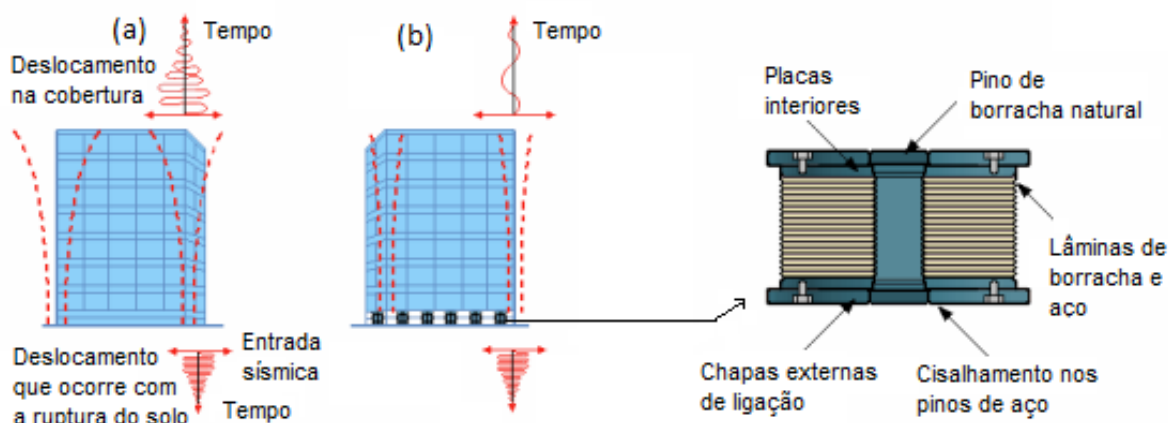 (a)
Tempo
Deslocamento
na cobertura
(b)
Tempo
Entrada
sísmica
Deslocamento
que ocorre com
a ruptura do solo
Tempo
Placas
interiores
Pino de
borracha natural
Lâminas de
borracha e
aco
Chapas externas
de ligação
Cisalhamento nos
pinos de aço